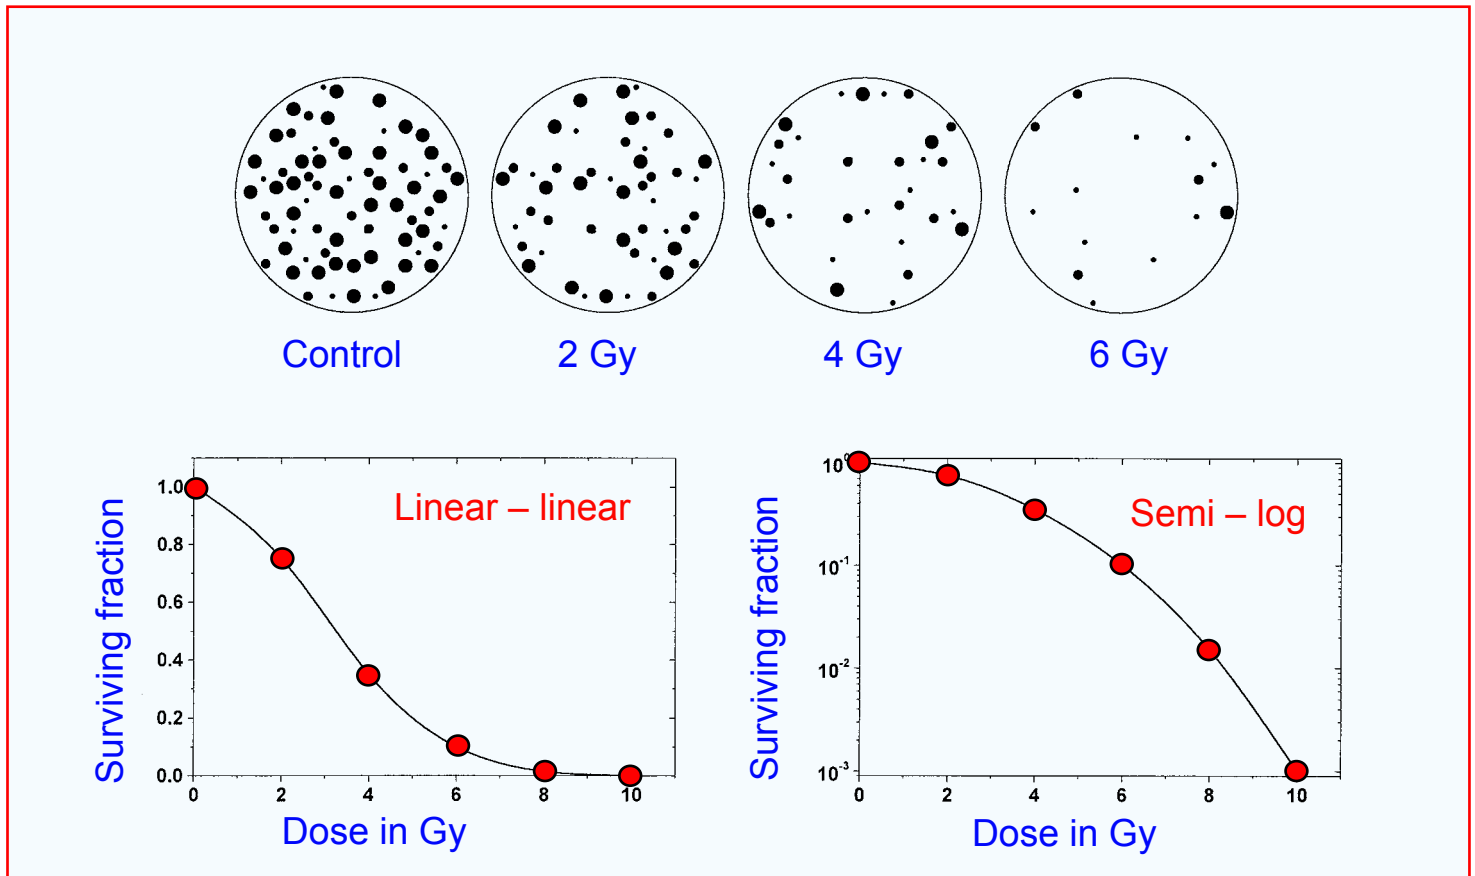 Control
2 Gy
4 Gy
6 Gy
Linear – linear
Surviving fraction
1.0
0.8
0.6
0.4
0.2
0.0
0 2 4 6 8 10
Dose in Gy
Semi – log
Surviving fraction
10⁰
10⁻¹
10⁻²
10⁻³
0 2 4 6 8 10
Dose in Gy